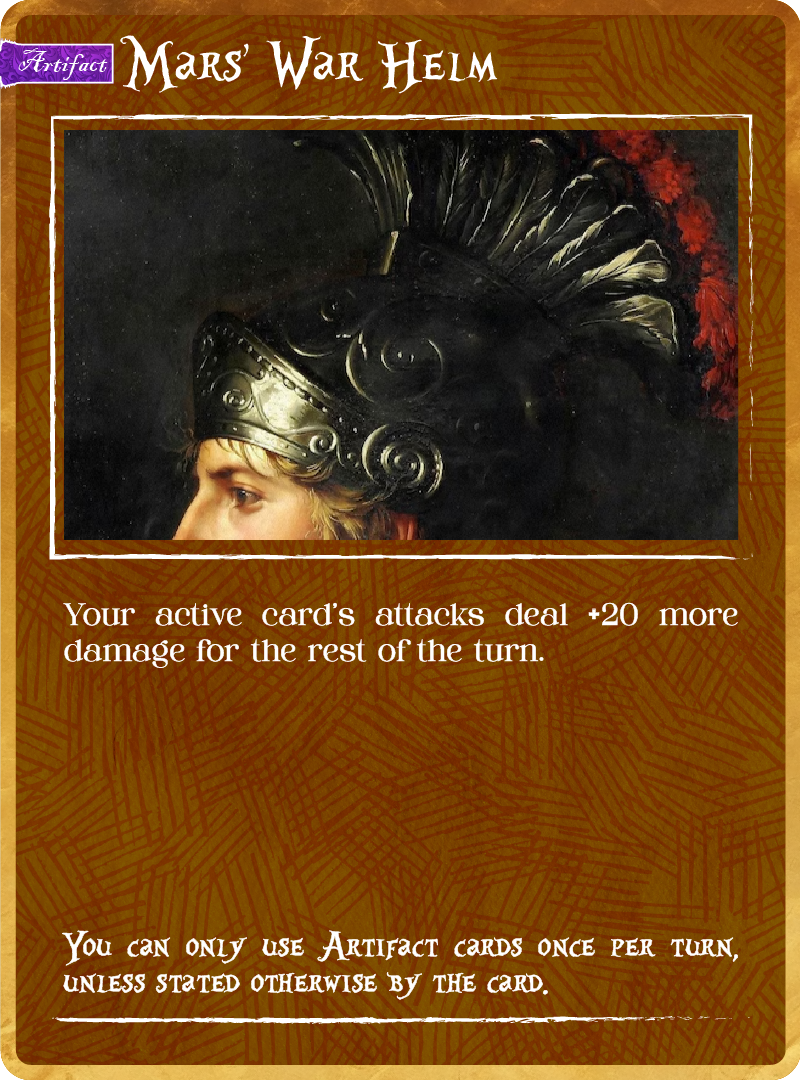 Artifact
Mars' War Helm
Your active card's attacks deal +20 more
damage for the rest of the turn.
You can only use Artifact cards once per turn,
unless stated otherwise by the card.